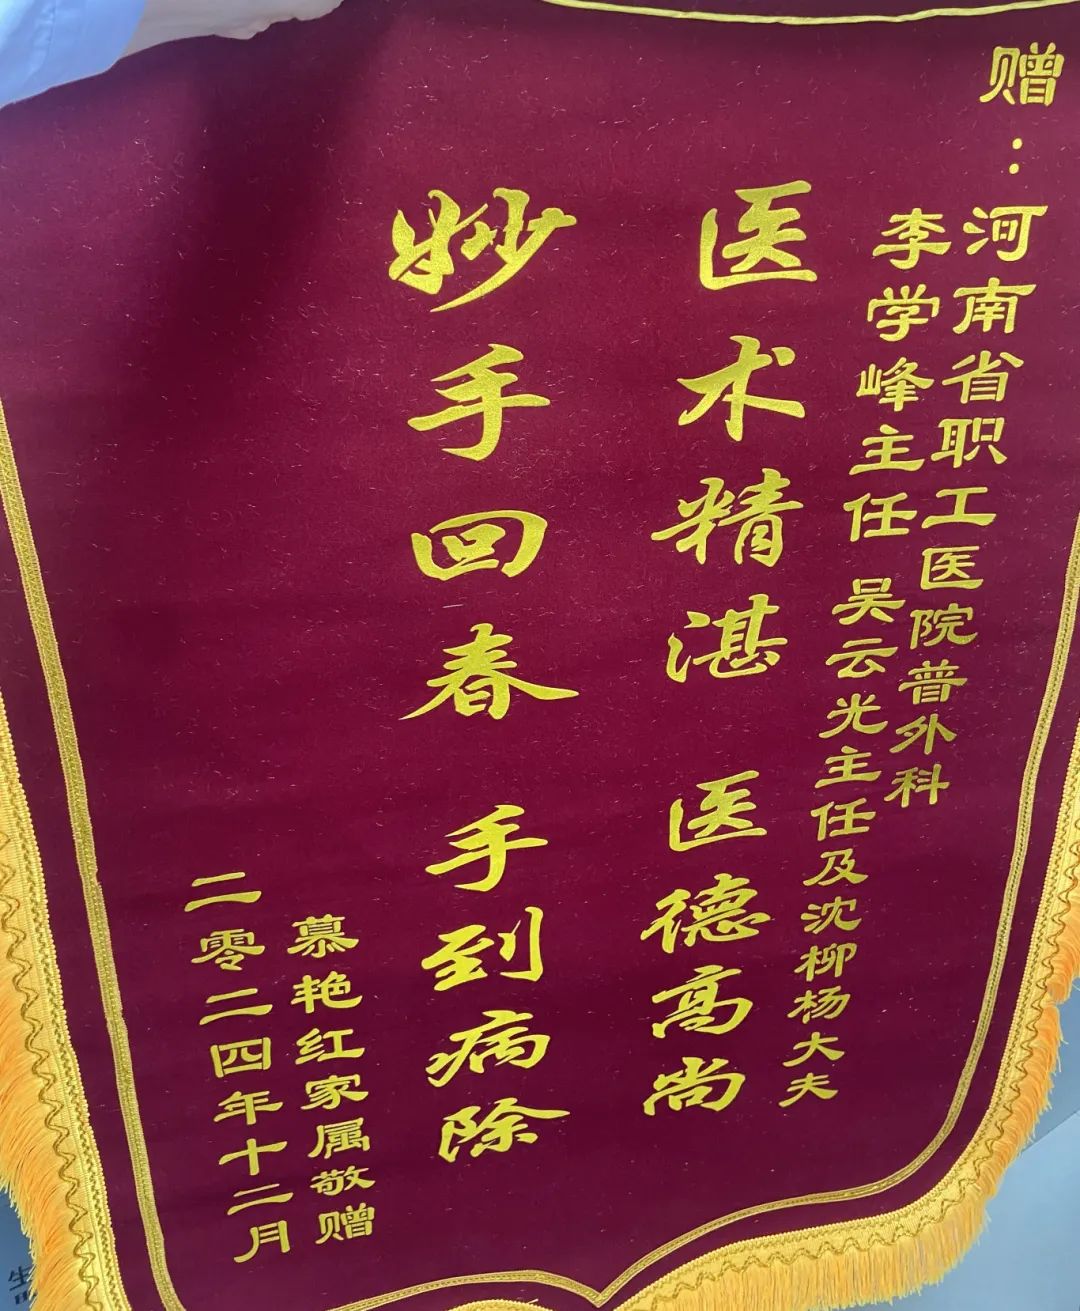 赠：河南省职工医院普外科
李学峰主任 吴云光主任及沈柳杨大夫
医术精湛 医德高尚
妙手回春 手到病除
慕艳红家属敬赠
二零二四年十二月